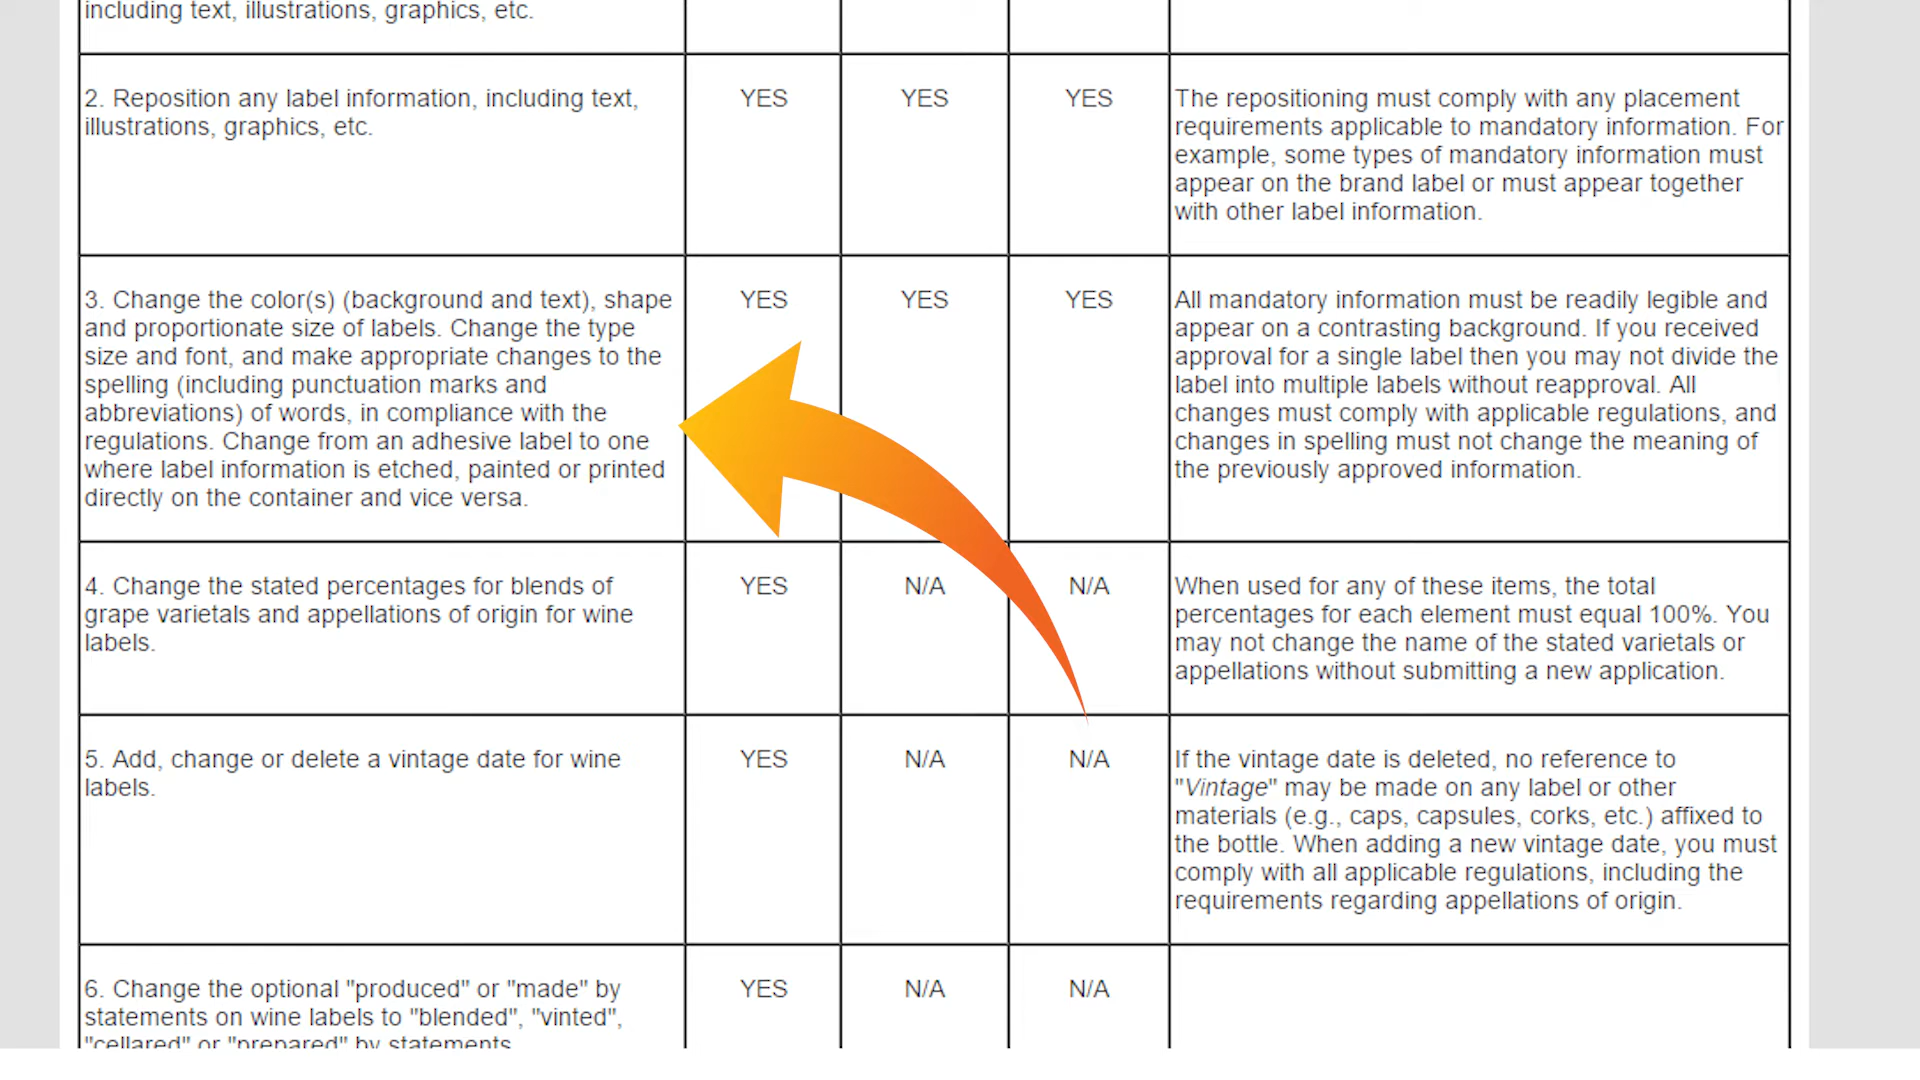 including text, illustrations, graphics, etc.
2. Reposition any label information, including text,
illustrations, graphics, etc.
YES
YES
YES
The repositioning must comply with any placement
requirements applicable to mandatory information. For
example, some types of mandatory information must
appear on the brand label or must appear together
with other label information.
3. Change the color(s) (background and text), shape
and proportionate size of labels. Change the type
size and font, and make appropriate changes to the
spelling (including punctuation marks and
abbreviations) of words, in compliance with the
regulations. Change from an adhesive label to one
where label information is etched, painted or printed
directly on the container and vice versa.
YES
YES
YES
All mandatory information must be readily legible and
appear on a contrasting background. If you received
approval for a single label then you may not divide the
label into multiple labels without reapproval. All
changes must comply with applicable regulations, and
changes in spelling must not change the meaning of
the previously approved information.
4. Change the stated percentages for blends of
grape varietals and appellations of origin for wine
labels.
YES
N/A
N/A
When used for any of these items, the total
percentages for each element must equal 100%. You
may not change the name of the stated varietals or
appellations without submitting a new application.
5. Add, change or delete a vintage date for wine
labels.
YES
N/A
N/A
If the vintage date is deleted, no reference to
"Vintage" may be made on any label or other
materials (e.g., caps, capsules, corks, etc.) affixed to
the bottle. When adding a new vintage date, you must
comply with all applicable regulations, including the
requirements regarding appellations of origin.
6. Change the optional "produced" or "made" by
statements on wine labels to "blended", "vinted",
"cellared" or "prepared" by statements
YES
N/A
N/A